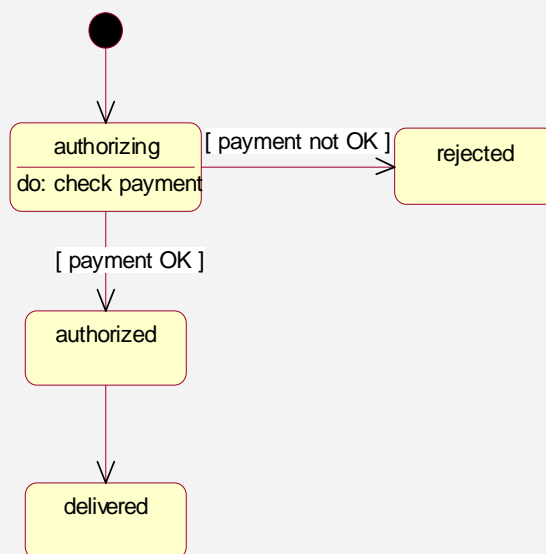 authorizing
do: check payment
[ payment not OK ]
rejected
[ payment OK ]
authorized
delivered